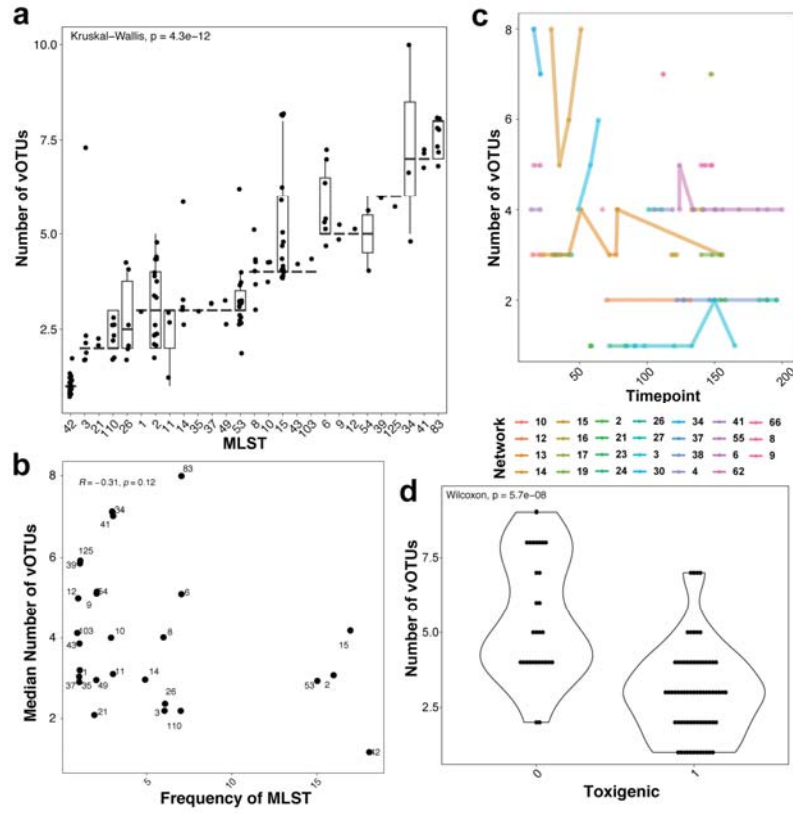 a
Kruskal–Wallis, p = 4.3e−12
Number of vOTUs
10.0
7.5
5.0
2.5
42 3 21 110 26 1 2 11 14 35 37 49 53 8 10 15 43 103 6 9 12 54 39 125 34 41 83
MLST
b
R = −0.31, p = 0.12
Median Number of vOTUs
8
6
4
2
83
34
41
125
39
12
54
9
6
103
43
10
8
15
1
37
35
49
11
14
53
2
21
26
3
110
42
5
10
15
Frequency of MLST
c
Number of vOTUs
8
6
4
2
50
100
150
200
Timepoint
Network
10 15 2 26 34 41 66
12 16 21 27 37 55 8
13 17 23 3 38 6 9
14 19 24 30 4 62
d
Wilcoxon, p = 5.7e−08
Number of vOTUs
7.5
5.0
2.5
0
1
Toxigenic